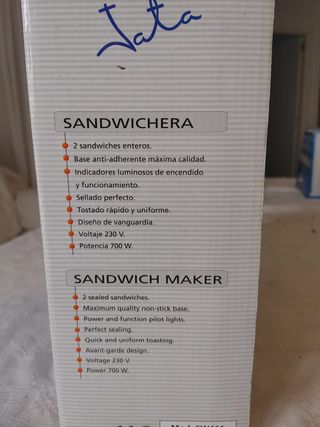 Jata
SANDWICHERA
2 sandwiches enteros.
Base anti-adherente máxima calidad.
Indicadores luminosos de encendido
y funcionamiento.
Sellado perfecto.
Tostado rápido y uniforme.
Diseño de vanguardia.
Voltaje 230 V.
Potencia 700 W.
SANDWICH MAKER
2 sealed sandwiches.
Maximum quality non-stick base.
Power and function pilot lights.
Perfect sealing.
Quick and uniform toasting.
Avant-garde design.
Voltage 230 V.
Power 700 W.